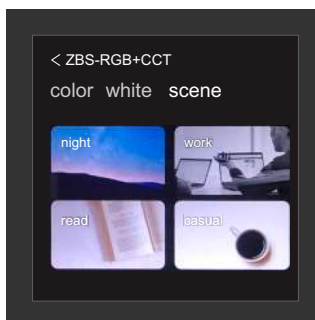 < ZBS-RGB+CCT
color white scene
night work
read casual